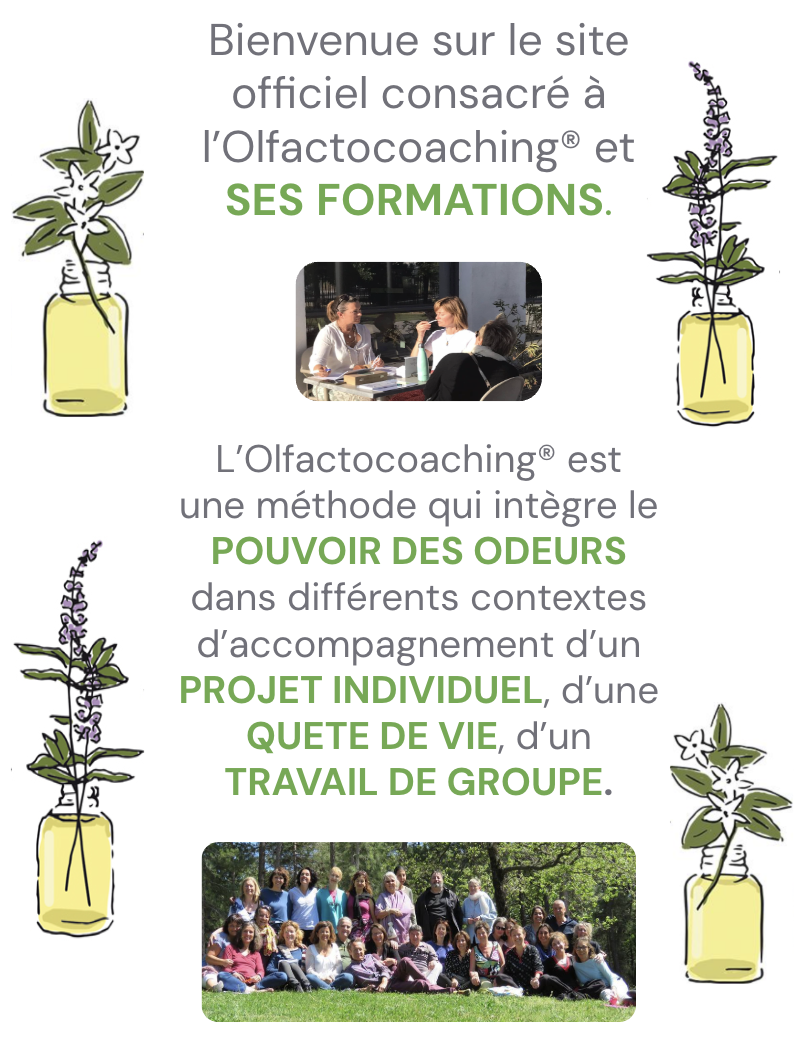 Bienvenue sur le site
officiel consacré à
l’Olfactocoaching® et
SES FORMATIONS.
L’Olfactocoaching® est
une méthode qui intègre le
POUVOIR DES ODEURS
dans différents contextes
d’accompagnement d’un
PROJET INDIVIDUEL, d’une
QUETE DE VIE, d’un
TRAVAIL DE GROUPE.